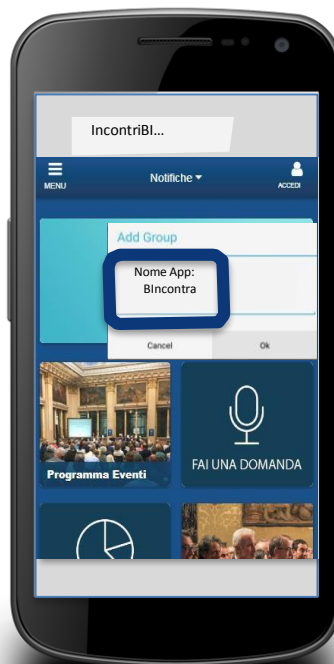 IncontriBI...
MENU
Notifiche
ACCEDI
Add Group
Nome App:
BIncontra
Cancel
Ok
Programma Eventi
FAI UNA DOMANDA